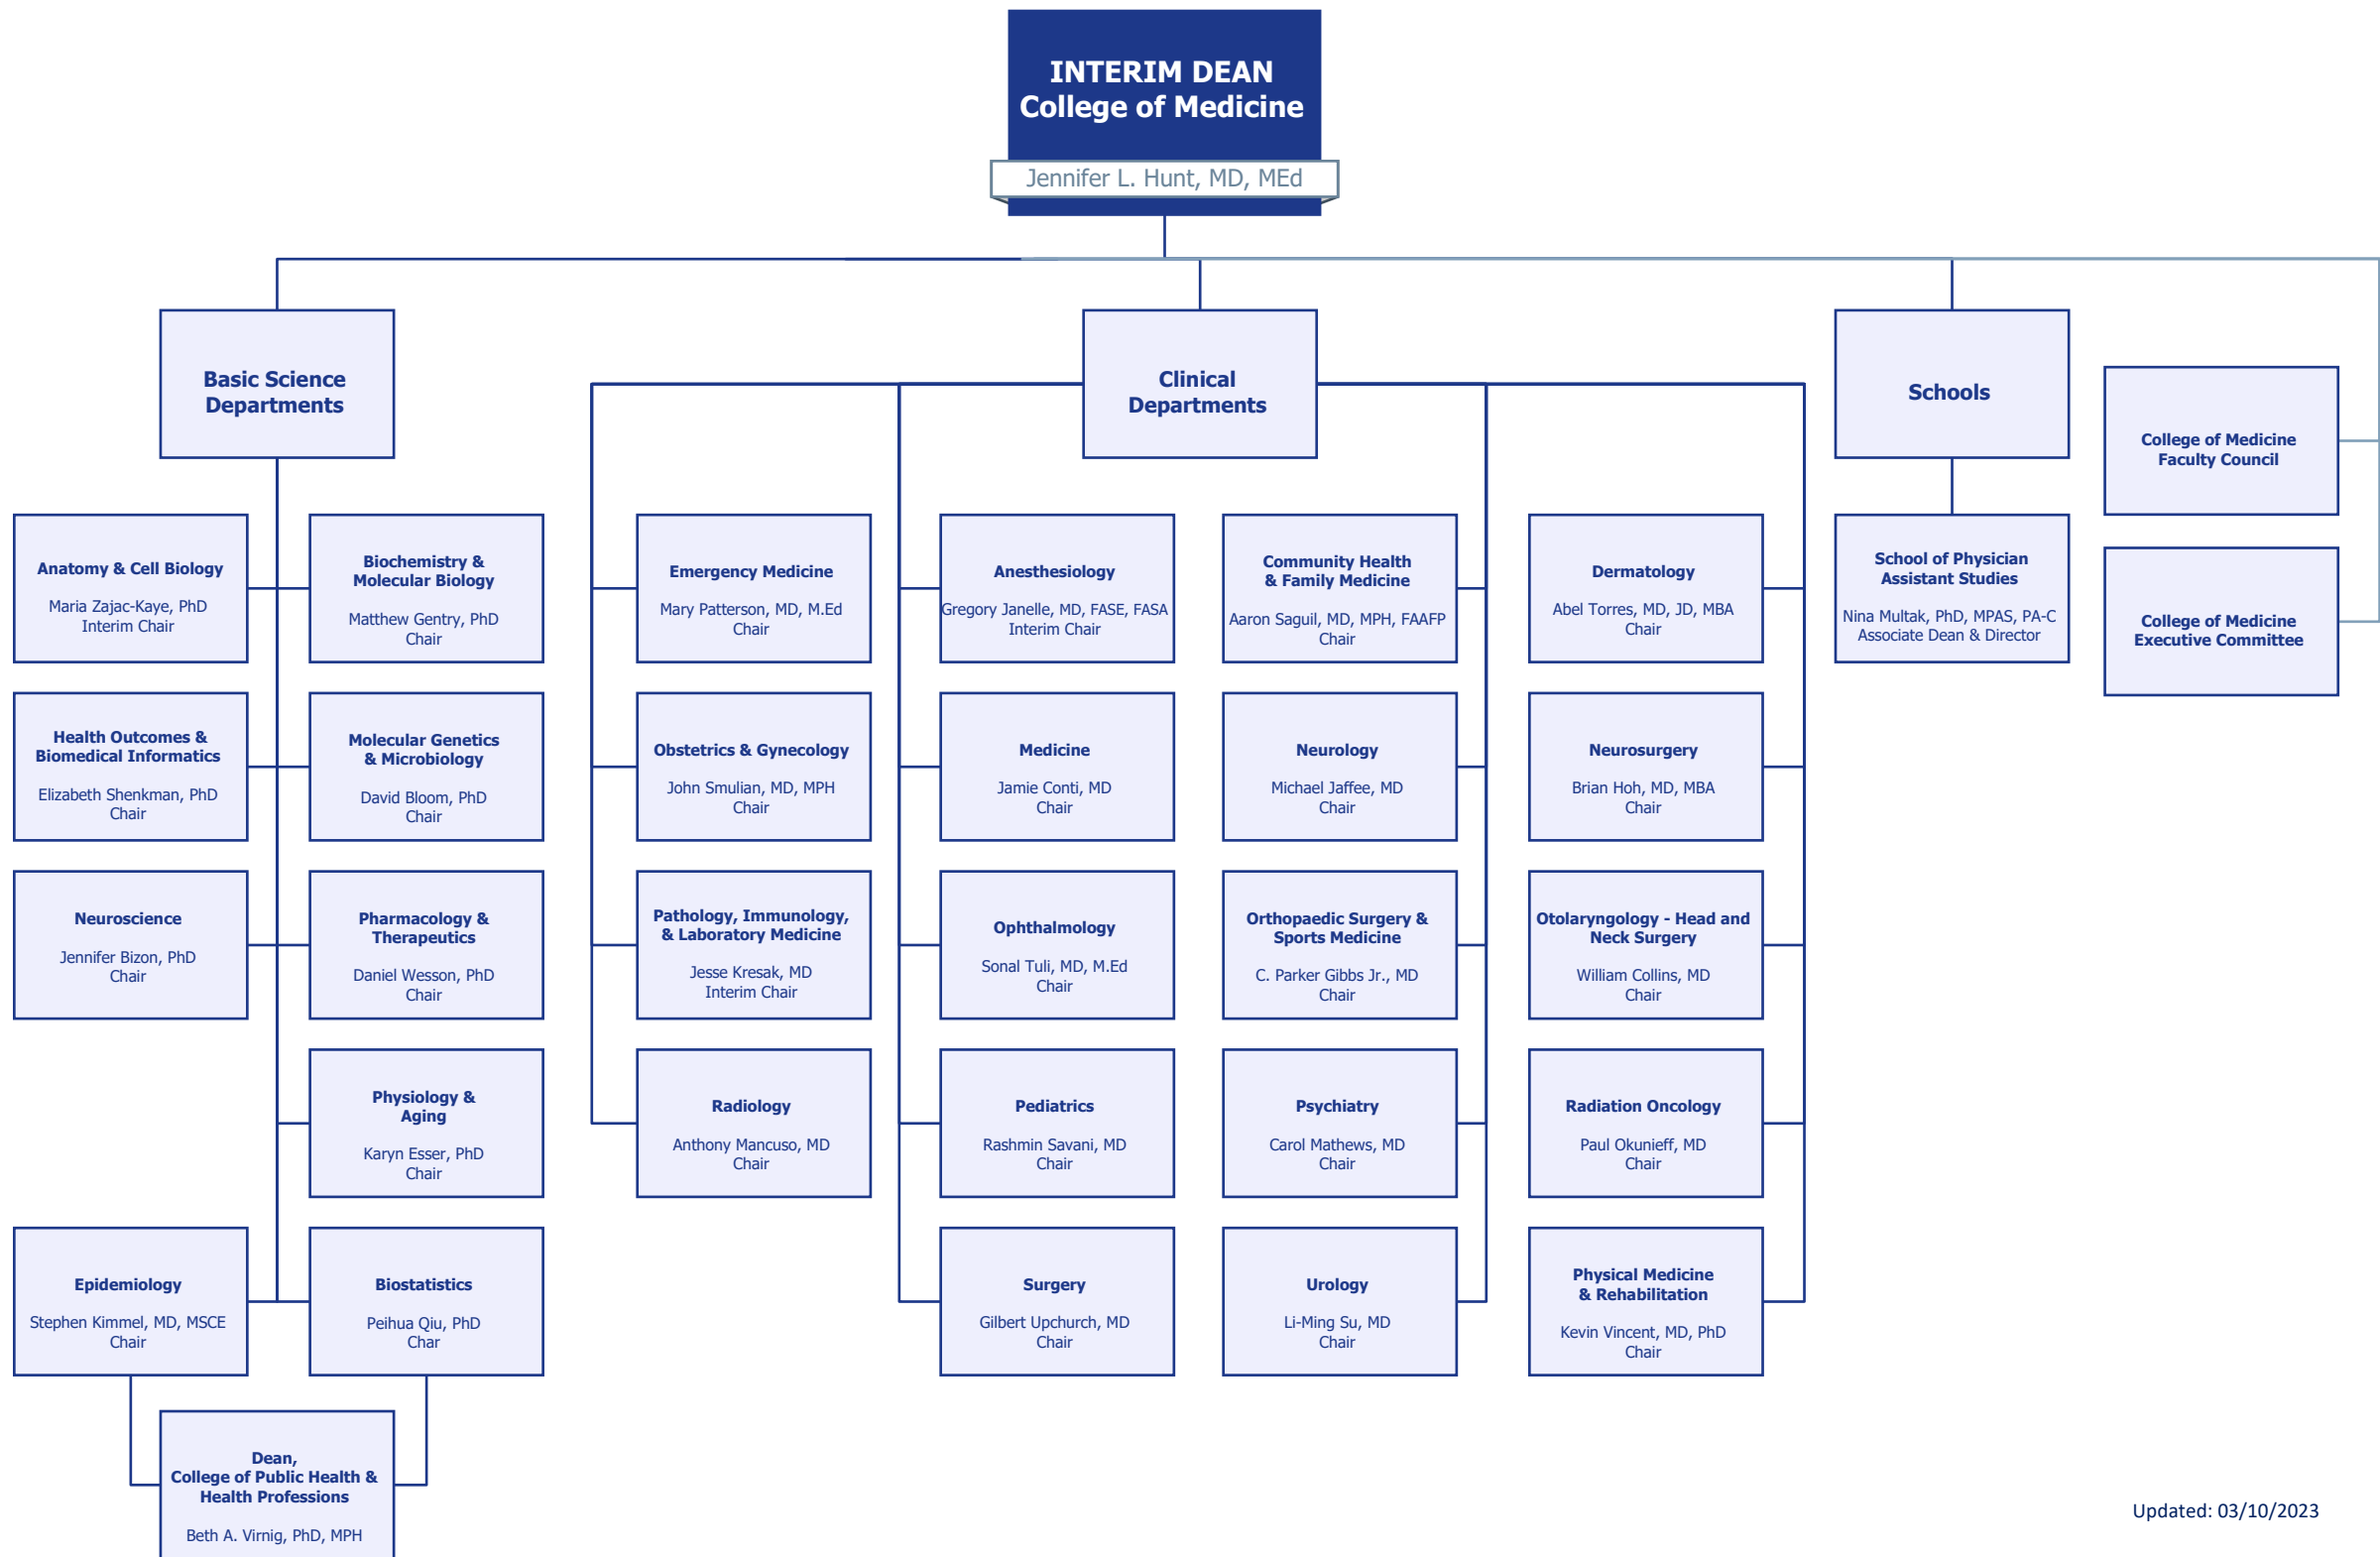 INTERIM DEAN
College of Medicine
Jennifer L. Hunt, MD, MEd
Basic Science
Departments
Anatomy & Cell Biology
Maria Zajac-Kaye, PhD
Interim Chair
Biochemistry &
Molecular Biology
Matthew Gentry, PhD
Chair
Health Outcomes &
Biomedical Informatics
Elizabeth Shenkman, PhD
Chair
Molecular Genetics
& Microbiology
David Bloom, PhD
Chair
Neuroscience
Jennifer Bizon, PhD
Chair
Pharmacology &
Therapeutics
Daniel Wesson, PhD
Chair
Physiology &
Aging
Karyn Esser, PhD
Chair
Epidemiology
Stephen Kimmel, MD, MSCE
Chair
Biostatistics
Peihua Qiu, PhD
Char
Dean,
College of Public Health &
Health Professions
Beth A. Virnig, PhD, MPH
Clinical
Departments
Emergency Medicine
Mary Patterson, MD, M.Ed
Chair
Anesthesiology
Gregory Janelle, MD, FASE, FASA
Interim Chair
Community Health
& Family Medicine
Aaron Saguil, MD, MPH, FAAFP
Chair
Dermatology
Abel Torres, MD, JD, MBA
Chair
Obstetrics & Gynecology
John Smulian, MD, MPH
Chair
Medicine
Jamie Conti, MD
Chair
Neurology
Michael Jaffee, MD
Chair
Neurosurgery
Brian Hoh, MD, MBA
Chair
Pathology, Immunology,
& Laboratory Medicine
Jesse Kresak, MD
Interim Chair
Ophthalmology
Sonal Tuli, MD, M.Ed
Chair
Orthopaedic Surgery &
Sports Medicine
C. Parker Gibbs Jr., MD
Chair
Otolaryngology - Head and
Neck Surgery
William Collins, MD
Chair
Radiology
Anthony Mancuso, MD
Chair
Pediatrics
Rashmin Savani, MD
Chair
Psychiatry
Carol Mathews, MD
Chair
Radiation Oncology
Paul Okunieff, MD
Chair
Surgery
Gilbert Upchurch, MD
Chair
Urology
Li-Ming Su, MD
Chair
Physical Medicine
& Rehabilitation
Kevin Vincent, MD, PhD
Chair
Schools
School of Physician
Assistant Studies
Nina Multak, PhD, MPAS, PA-C
Associate Dean & Director
College of Medicine
Faculty Council
College of Medicine
Executive Committee
Updated: 03/10/2023